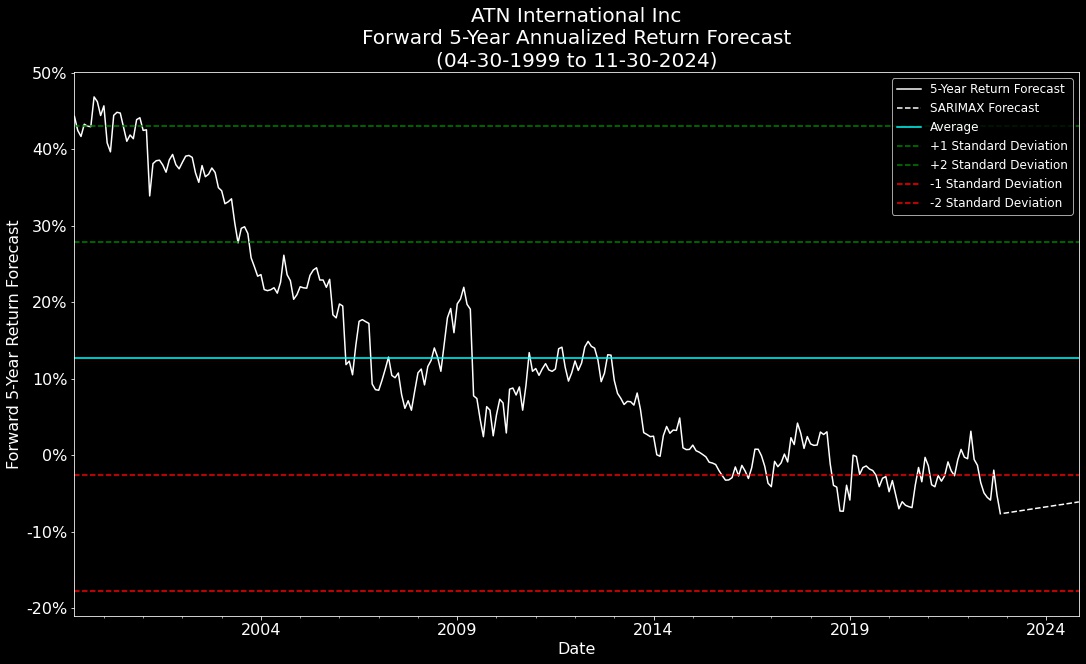 ATN International Inc
Forward 5-Year Annualized Return Forecast
(04-30-1999 to 11-30-2024)
50%
40%
30%
20%
10%
0%
-10%
-20%
Forward 5-Year Return Forecast
5-Year Return Forecast
SARIMAX Forecast
Average
+1 Standard Deviation
+2 Standard Deviation
-1 Standard Deviation
-2 Standard Deviation
2004
2009
2014
2019
2024
Date